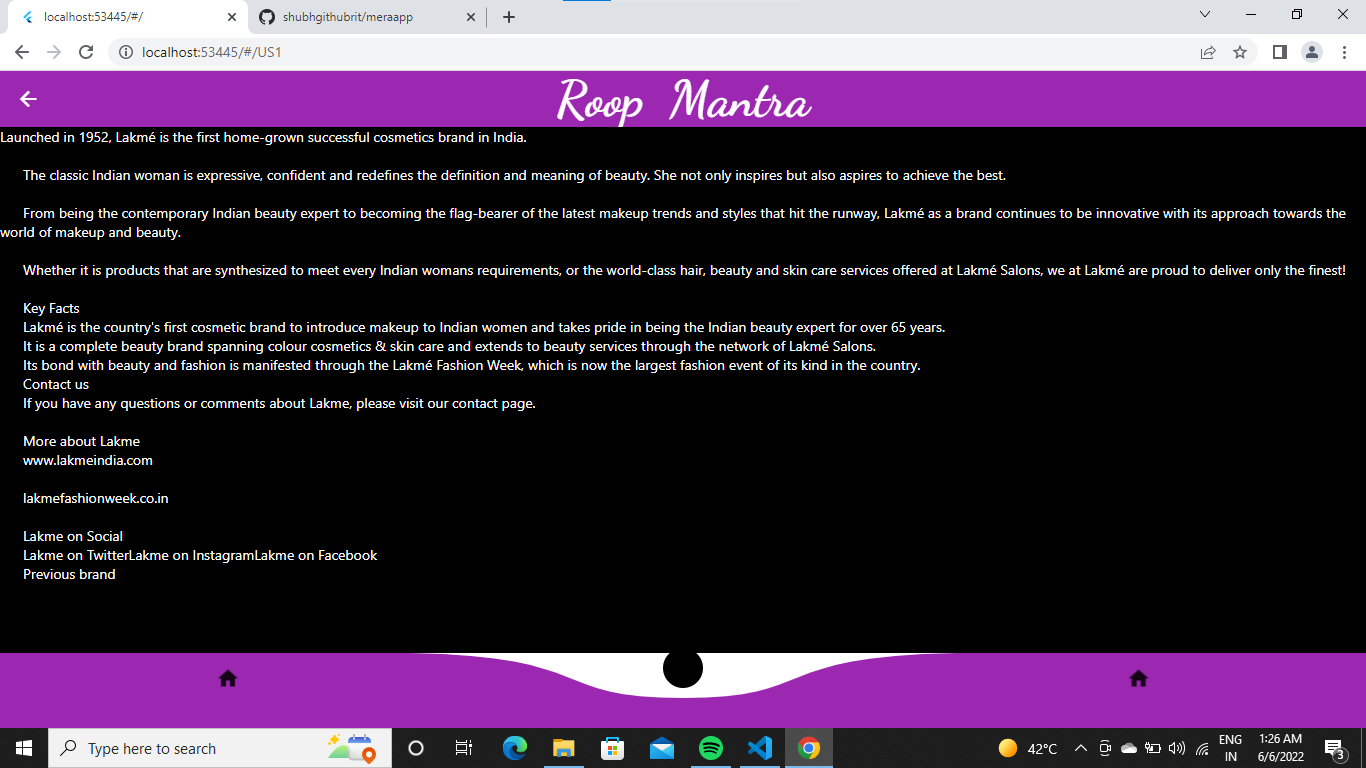 localhost:53445/#/
shubhgithubrit/meraapp
localhost:53445/#/US1
Roop Mantra
Launched in 1952, Lakmé is the first home-grown successful cosmetics brand in India.
The classic Indian woman is expressive, confident and redefines the definition and meaning of beauty. She not only inspires but also aspires to achieve the best.
From being the contemporary Indian beauty expert to becoming the flag-bearer of the latest makeup trends and styles that hit the runway, Lakmé as a brand continues to be innovative with its approach towards the
world of makeup and beauty.
Whether it is products that are synthesized to meet every Indian womans requirements, or the world-class hair, beauty and skin care services offered at Lakmé Salons, we at Lakmé are proud to deliver only the finest!
Key Facts
Lakmé is the country's first cosmetic brand to introduce makeup to Indian women and takes pride in being the Indian beauty expert for over 65 years.
It is a complete beauty brand spanning colour cosmetics & skin care and extends to beauty services through the network of Lakmé Salons.
Its bond with beauty and fashion is manifested through the Lakmé Fashion Week, which is now the largest fashion event of its kind in the country.
Contact us
If you have any questions or comments about Lakme, please visit our contact page.
More about Lakme
www.lakmeindia.com
lakmefashionweek.co.in
Lakme on Social
Lakme on TwitterLakme on InstagramLakme on Facebook
Previous brand
Type here to search
42°C
ENG
IN
1:26 AM
6/6/2022
3